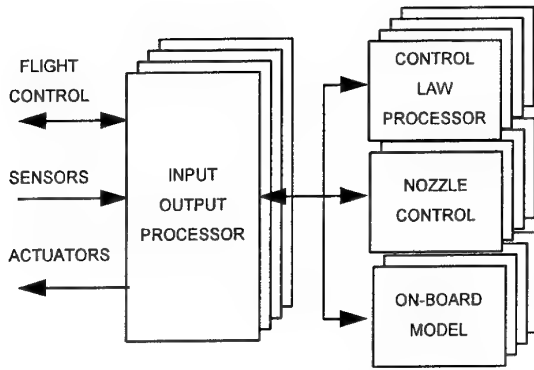 FLIGHT
CONTROL
SENSORS
ACTUATORS
INPUT
OUTPUT
PROCESSOR
CONTROL
LAW
PROCESSOR
NOZZLE
CONTROL
ON-BOARD
MODEL